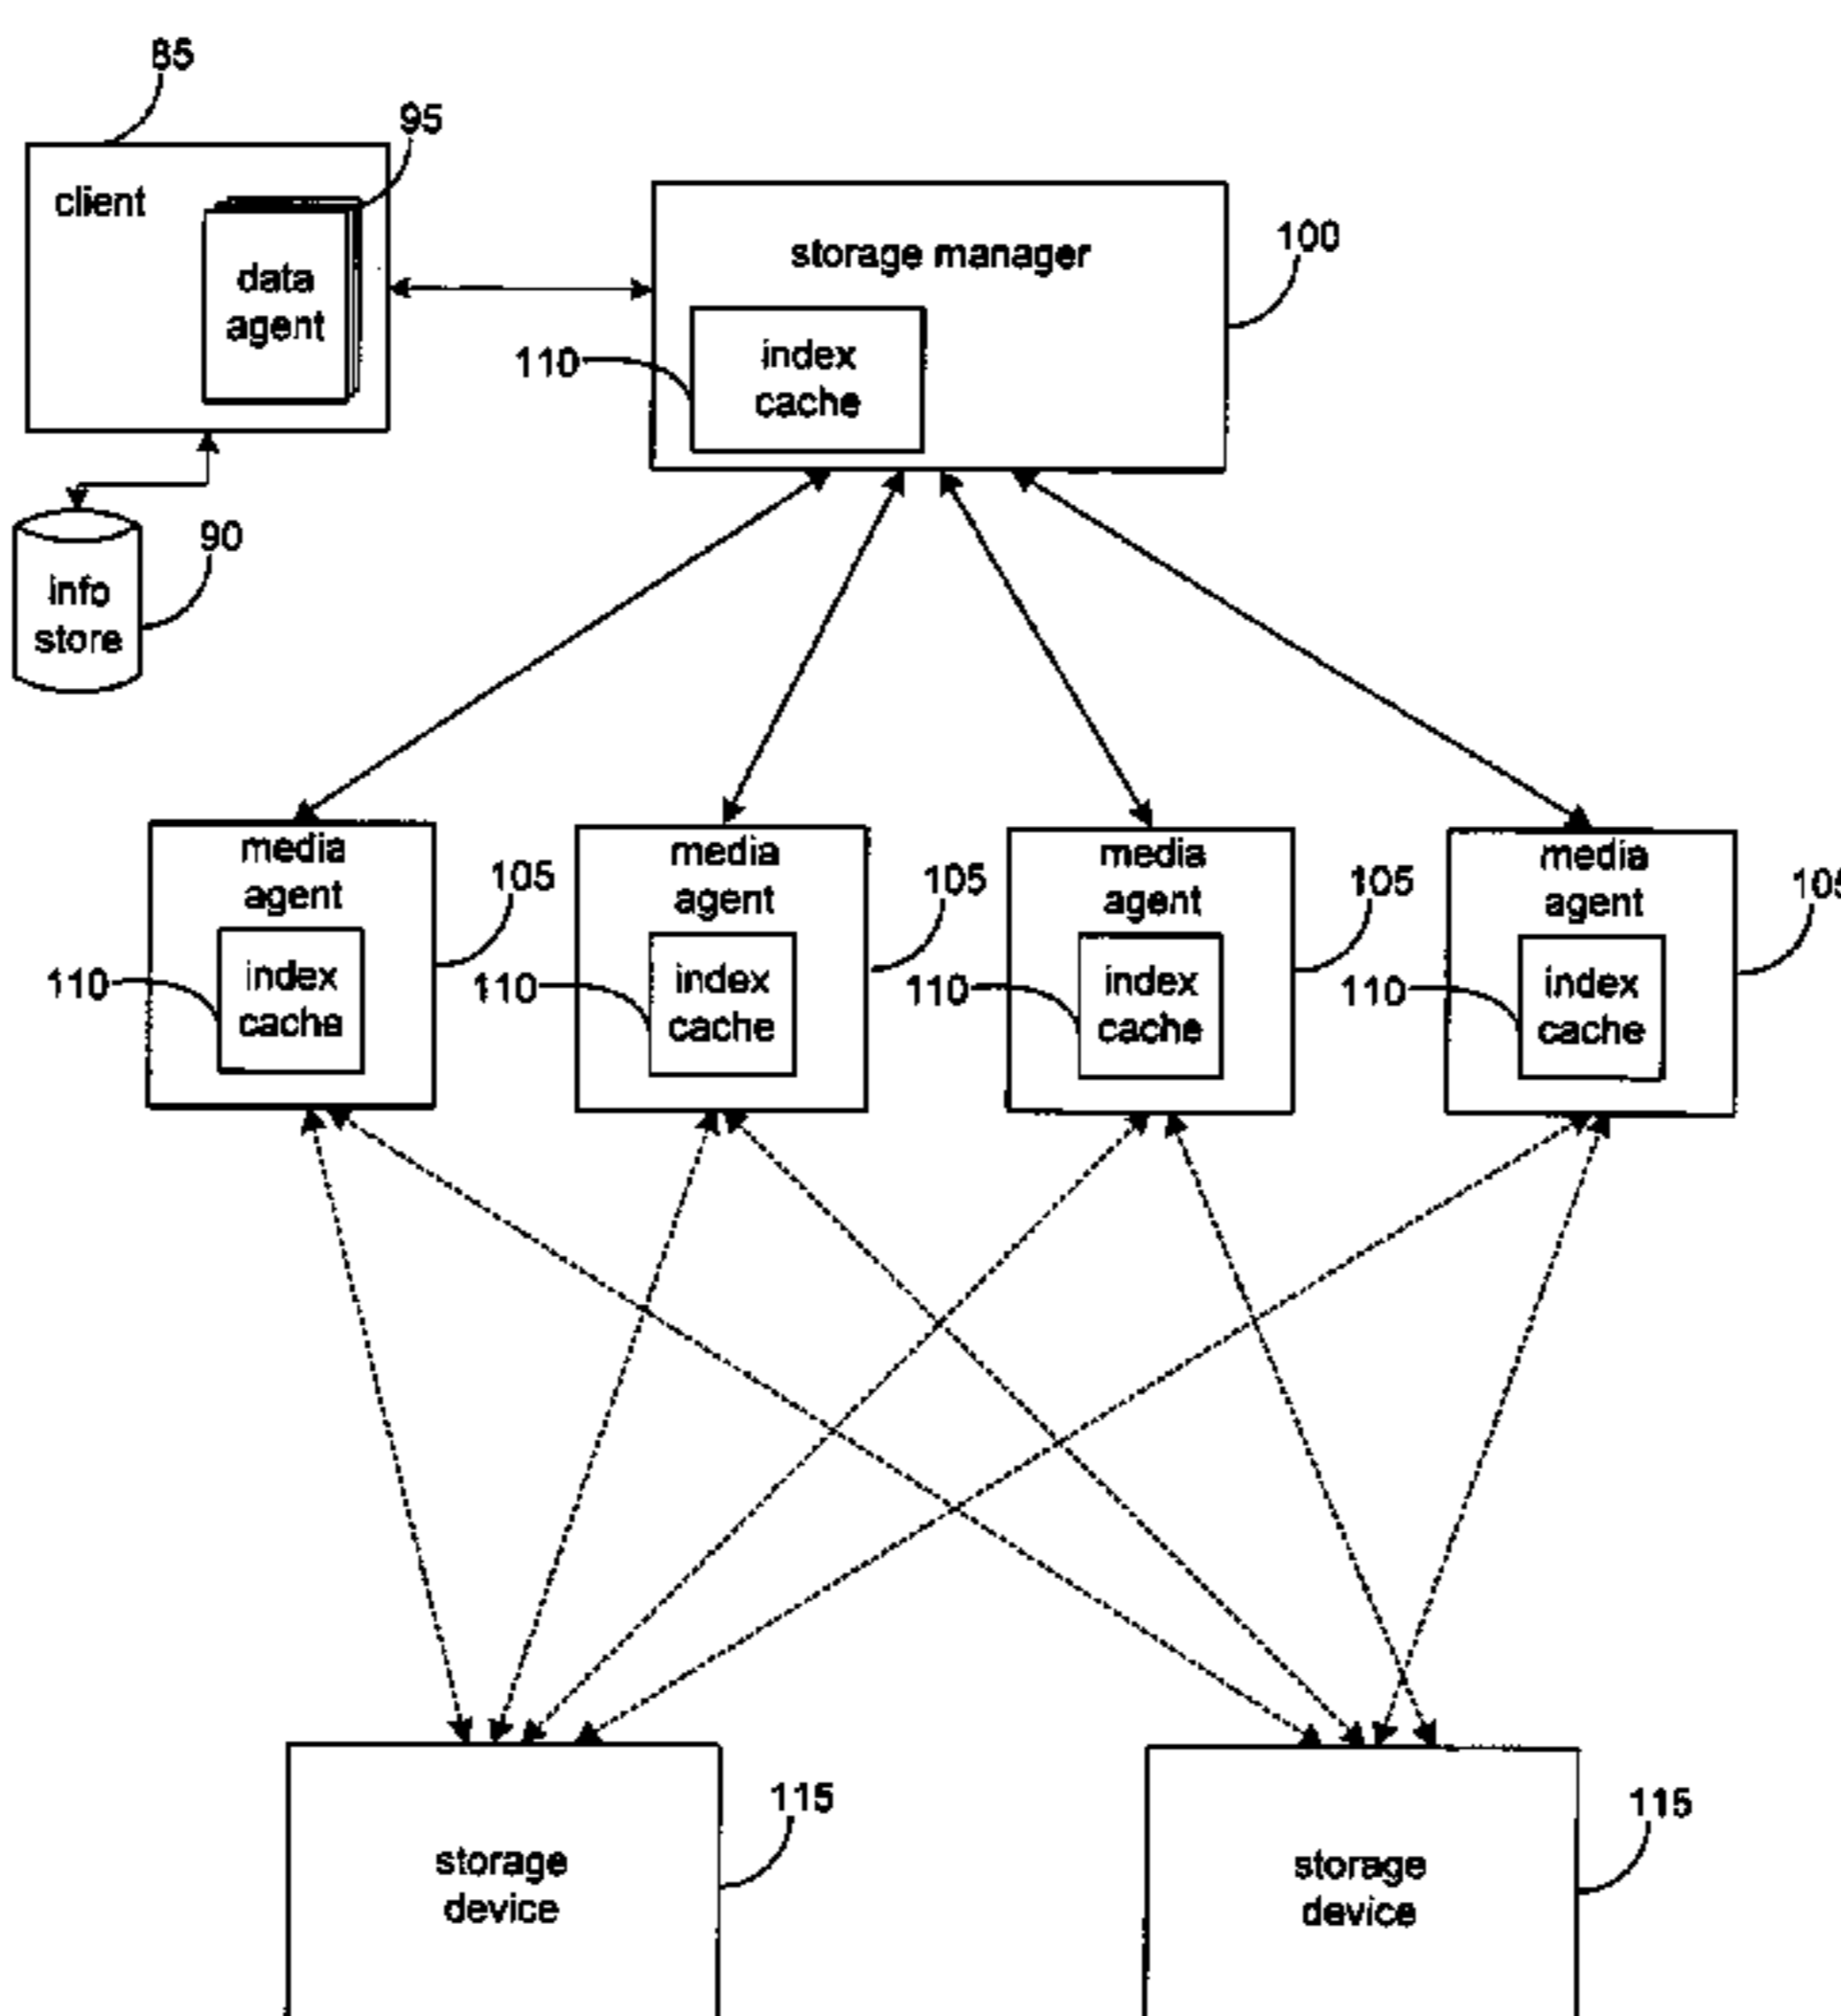 85
95
client
data
agent
storage manager
100
110
index
cache
90
info
store
media
agent
105
110
index
cache
media
agent
105
110
index
cache
media
agent
105
110
index
cache
media
agent
105
110
index
cache
storage
device
115
storage
device
115